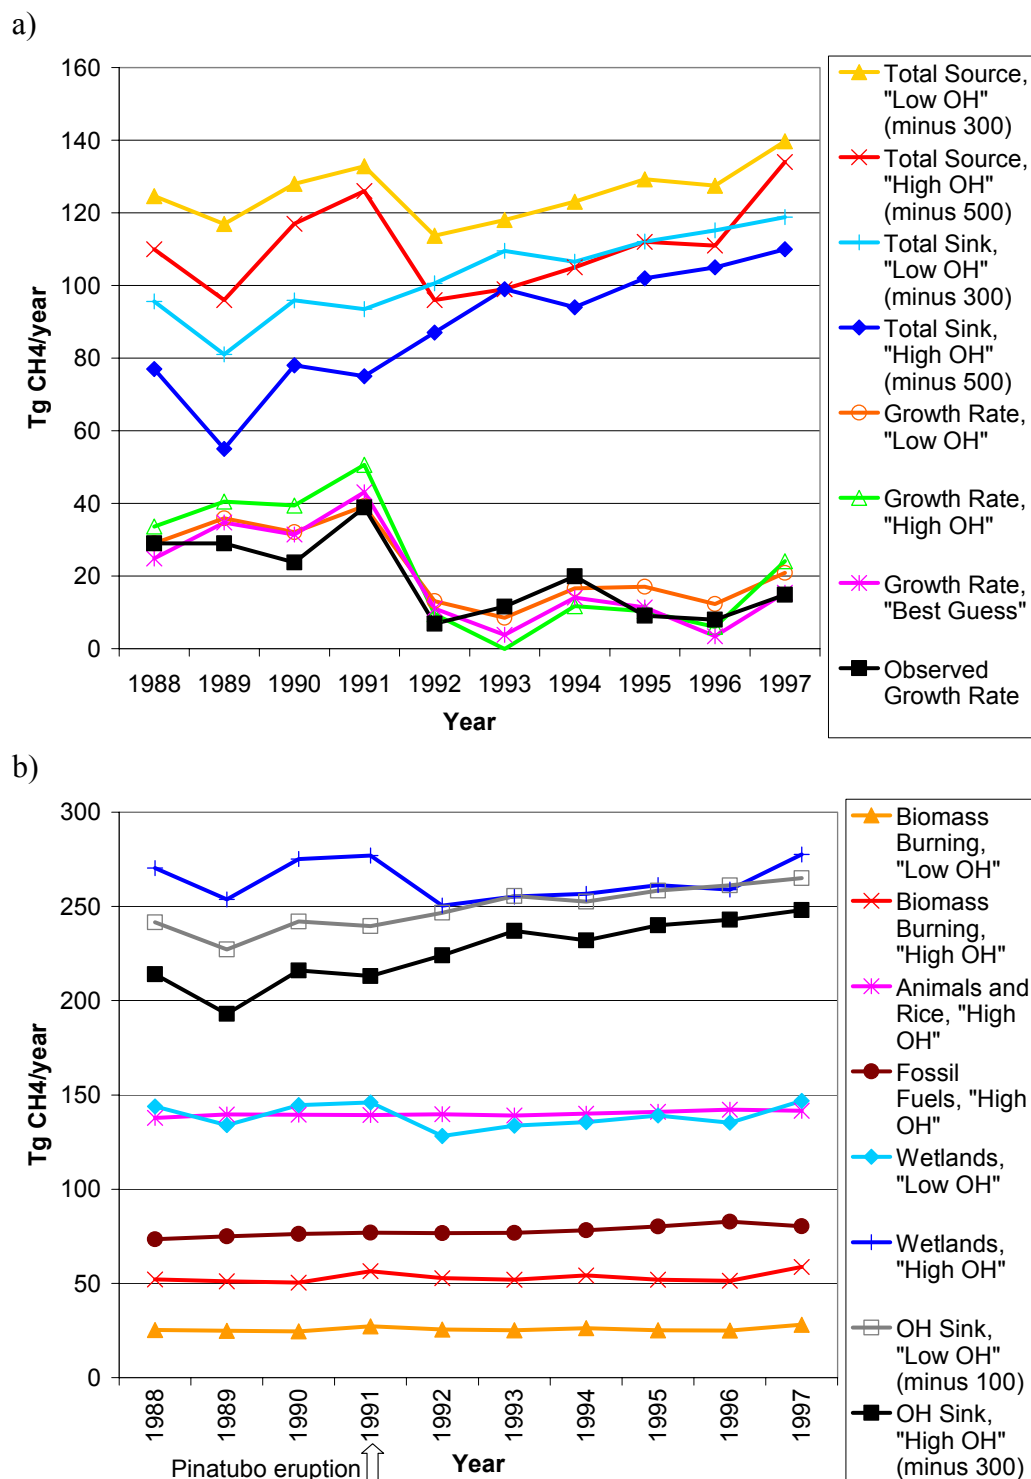 a)
160
140
120
100
80
60
40
20
0
Tg CH4/year
1988 1989 1990 1991 1992 1993 1994 1995 1996 1997
Year
Total Source,
"Low OH"
(minus 300)
Total Source,
"High OH"
(minus 500)
Total Sink,
"Low OH"
(minus 300)
Total Sink,
"High OH"
(minus 500)
Growth Rate,
"Low OH"
Growth Rate,
"High OH"
Growth Rate,
"Best Guess"
Observed
Growth Rate
b)
300
250
200
150
100
50
0
Tg CH4/year
1988 1989 1990 1991 1992 1993 1994 1995 1996 1997
Year
Pinatubo eruption
Biomass
Burning,
"Low OH"
Biomass
Burning,
"High OH"
Animals and
Rice, "High
OH"
Fossil
Fuels, "High
OH"
Wetlands,
"Low OH"
Wetlands,
"High OH"
OH Sink,
"Low OH"
(minus 100)
OH Sink,
"High OH"
(minus 300)